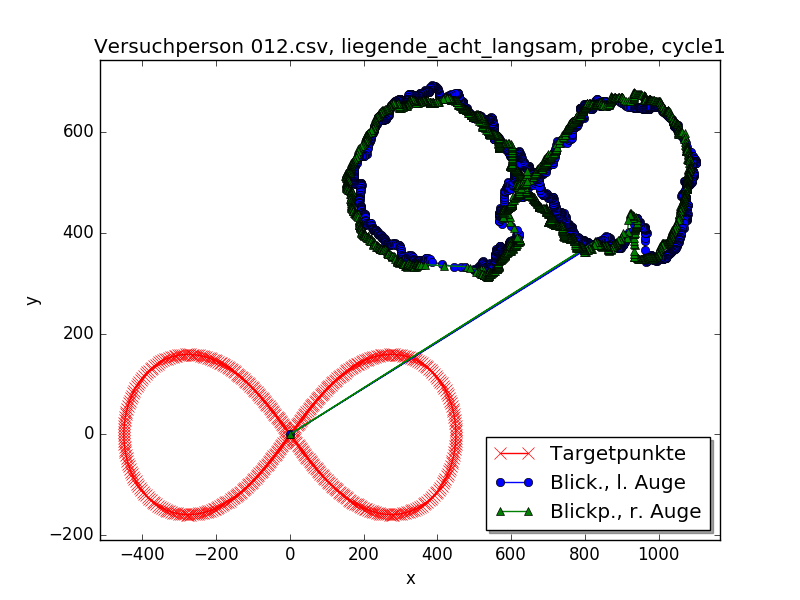 Versuchperson 012.csv, liegende_acht_langsam, probe, cycle1
600
400
200
0
−200
y
−400
−200
0
200
400
600
800
1000
x
Targetpunkte
Blick., l. Auge
Blickp., r. Auge